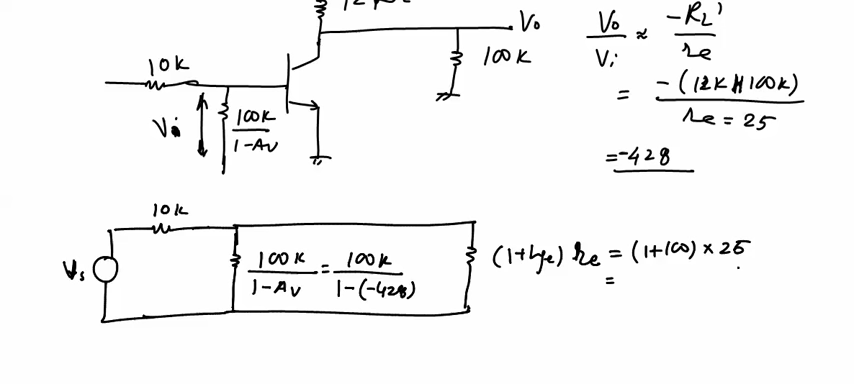 Vo
10K
100K
Vi
100K
1-Av
Vo / Vi ≈ -RL' / re
= -(12K || 100K) / re = 25
= -428
10K
Vs
100K / 1-Av = 100K / 1-(-428)
(1+hfe) re = (1+100) × 25
=